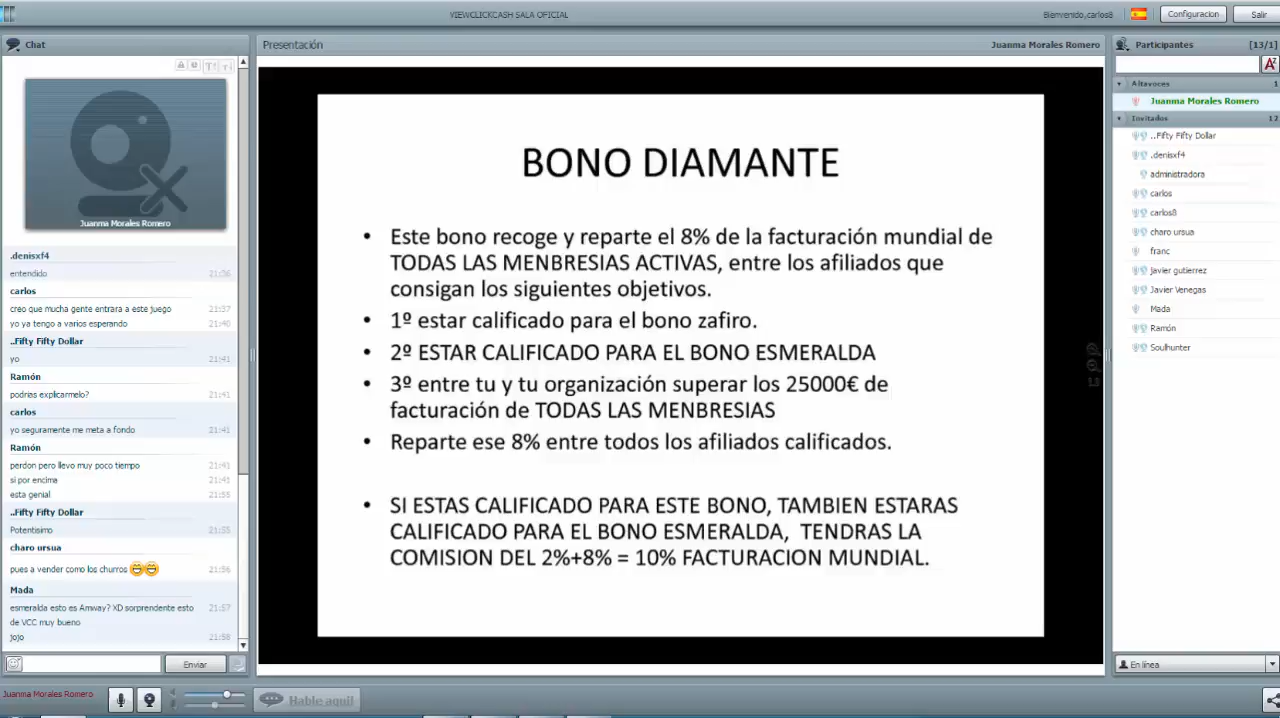 VIEWCLICKCASH SALA OFICIAL
Bienvenido,carlos8
Configuracion
Salir
Chat
Juanma Morales Romero
.denisxf4
entendido 21:36
carlos
creo que mucha gente entrara a este juego 21:37
yo ya tengo a varios esperando 21:40
..Fifty Fifty Dollar
yo 21:41
Ramón
podrias explicarmelo? 21:41
carlos
yo seguramente me meta a fondo 21:41
Ramón
perdon pero llevo muy poco tiempo 21:41
si por encima 21:41
esta genial 21:55
..Fifty Fifty Dollar
Potentisimo 21:55
charo ursua
pues a vender como los churros 21:56
Mada
esmeralda esto es Amway? XD sorprendente esto 21:57
de VCC muy bueno
jojo 21:58
Enviar
Presentación
Juanma Morales Romero
BONO DIAMANTE
• Este bono recoge y reparte el 8% de la facturación mundial de
TODAS LAS MENBRESIAS ACTIVAS, entre los afiliados que
consigan los siguientes objetivos.
• 1º estar calificado para el bono zafiro.
• 2º ESTAR CALIFICADO PARA EL BONO ESMERALDA
• 3º entre tu y tu organización superar los 25000€ de
facturación de TODAS LAS MENBRESIAS
• Reparte ese 8% entre todos los afiliados calificados.
• SI ESTAS CALIFICADO PARA ESTE BONO, TAMBIEN ESTARAS
CALIFICADO PARA EL BONO ESMERALDA, TENDRAS LA
COMISION DEL 2%+8% = 10% FACTURACION MUNDIAL.
Participantes [13/1]
Altavoces 1
Juanma Morales Romero
Invitados 12
..Fifty Fifty Dollar
.denisxf4
administradora
carlos
carlos8
charo ursua
franc
Javier gutierrez
Javier Venegas
Mada
Ramón
Soulhunter
En línea
Juanma Morales Romero
Hable aquí!